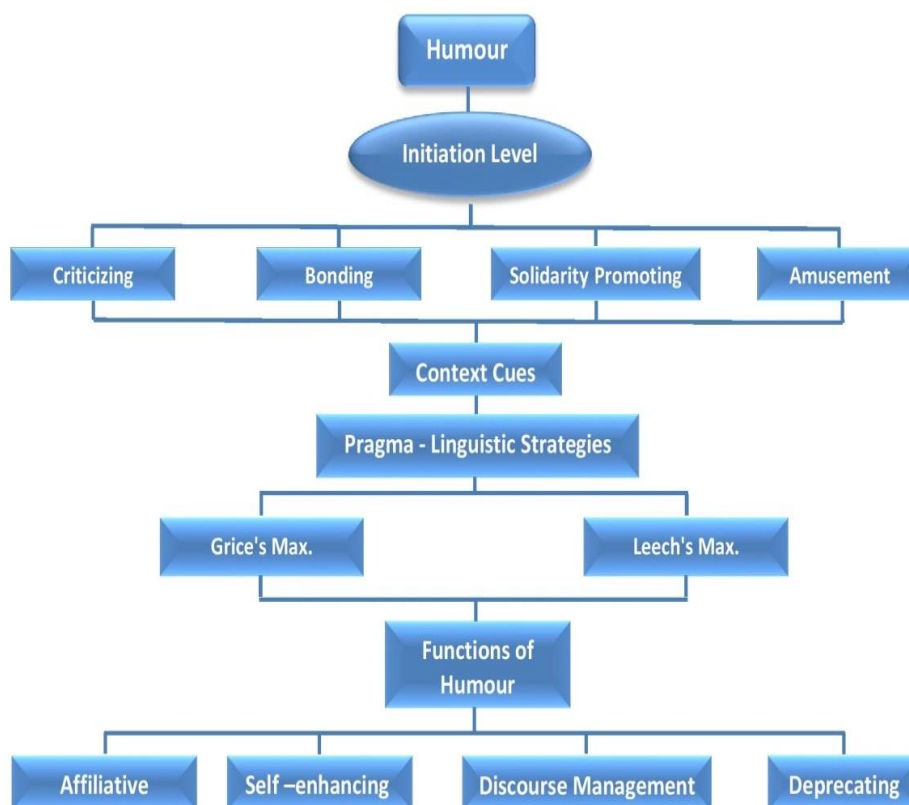 Humour
Initiation Level
Criticizing
Bonding
Solidarity Promoting
Amusement
Context Cues
Pragma - Linguistic Strategies
Grice's Max.
Leech's Max.
Functions of
Humour
Affiliative
Self –enhancing
Discourse Management
Deprecating